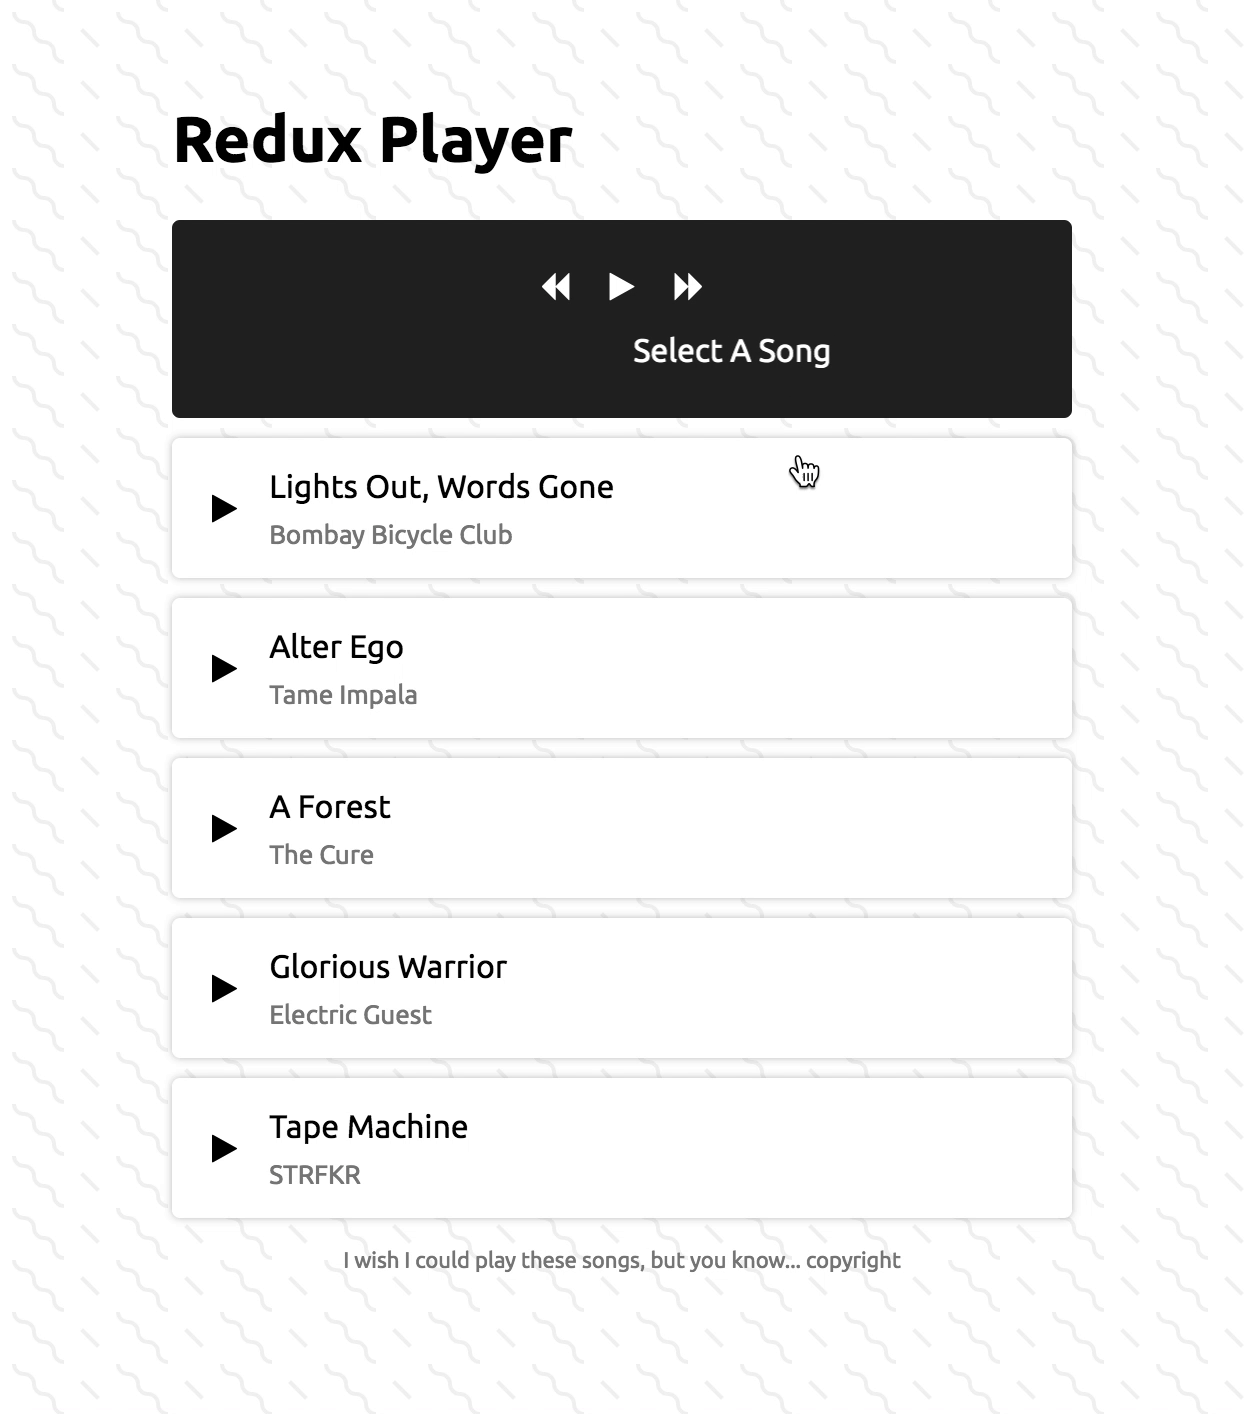 Redux Player
Select A Song
Lights Out, Words Gone
Bombay Bicycle Club
Alter Ego
Tame Impala
A Forest
The Cure
Glorious Warrior
Electric Guest
Tape Machine
STRFKR
I wish I could play these songs, but you know... copyright